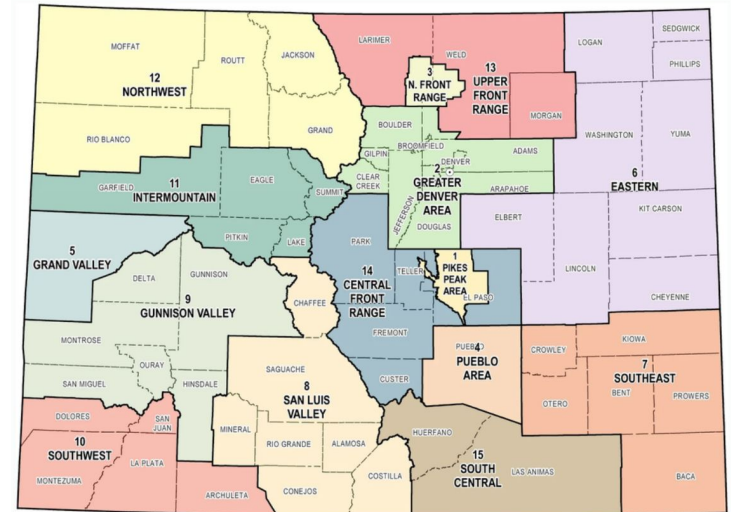 MOFFAT
ROUTT
JACKSON
12
NORTHWEST
RIO BLANCO
GRAND
LARIMER
WELD
3
N. FRONT
RANGE
13
UPPER
FRONT
RANGE
MORGAN
LOGAN
SEDGWICK
PHILLIPS
WASHINGTON
YUMA
6
EASTERN
KIT CARSON
ELBERT
LINCOLN
CHEYENNE
BOULDER
BROOMFIELD
GILPIN
DENVER
ADAMS
CLEAR
CREEK
2
GREATER
DENVER
AREA
ARAPAHOE
JEFFERSON
DOUGLAS
GARFIELD
11
INTERMOUNTAIN
EAGLE
SUMMIT
PITKIN
LAKE
5
GRAND VALLEY
DELTA
GUNNISON
9
GUNNISON VALLEY
MONTROSE
OURAY
SAN MIGUEL
HINSDALE
CHAFFEE
PARK
TELLER
14
CENTRAL
FRONT
RANGE
FREMONT
CUSTER
1
PIKES
PEAK
AREA
EL PASO
PUEBLO
4
PUEBLO
AREA
CROWLEY
KIOWA
7
SOUTHEAST
OTERO
BENT
PROWERS
BACA
SAGUACHE
8
SAN LUIS
VALLEY
MINERAL
RIO GRANDE
ALAMOSA
CONEJOS
COSTILLA
DOLORES
SAN
JUAN
10
SOUTHWEST
LA PLATA
MONTEZUMA
ARCHULETA
HUERFANO
15
SOUTH
CENTRAL
LAS ANIMAS